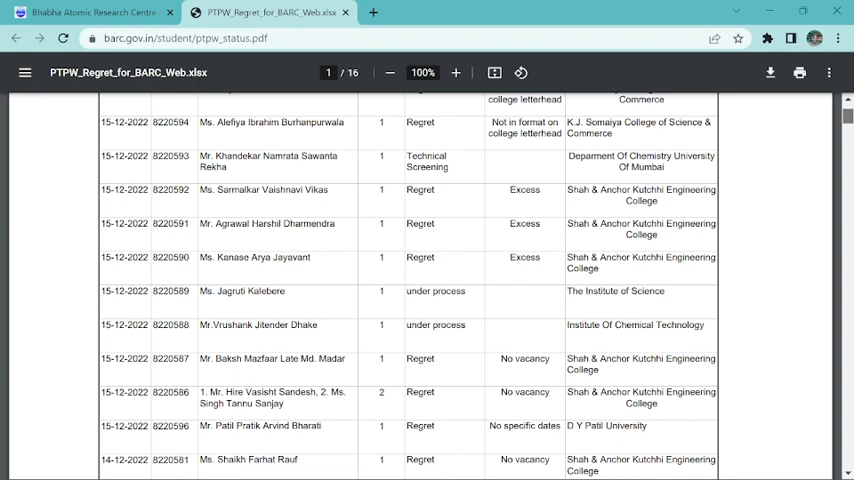 Bhabha Atomic Research Centre
PTPW_Regret_for_BARC_Web.xlsx
barc.gov.in/student/ptpw_status.pdf
PTPW_Regret_for_BARC_Web.xlsx
1 / 16
100%
college letterhead Commerce
15-12-2022 8220594 Ms. Alefiya Ibrahim Burhanpurwala 1 Regret Not in format on K.J. Somaiya College of Science &
college letterhead Commerce
15-12-2022 8220593 Mr. Khandekar Namrata Sawanta 1 Technical Deparment Of Chemistry University
Rekha Screening Of Mumbai
15-12-2022 8220592 Ms. Sarmalkar Vaishnavi Vikas 1 Regret Excess Shah & Anchor Kutchhi Engineering
College
15-12-2022 8220591 Mr. Agrawal Harshil Dharmendra 1 Regret Excess Shah & Anchor Kutchhi Engineering
College
15-12-2022 8220590 Ms. Kanase Arya Jayavant 1 Regret Excess Shah & Anchor Kutchhi Engineering
College
15-12-2022 8220589 Ms. Jagruti Kalebere 1 under process The Institute of Science
15-12-2022 8220588 Mr.Vrushank Jitender Dhake 1 under process Institute Of Chemical Technology
15-12-2022 8220587 Mr. Baksh Mazfaar Late Md. Madar 1 Regret No vacancy Shah & Anchor Kutchhi Engineering
College
15-12-2022 8220586 1. Mr. Hire Vasisht Sandesh, 2. Ms. 2 Regret No vacancy Shah & Anchor Kutchhi Engineering
Singh Tannu Sanjay College
15-12-2022 8220596 Mr. Patil Pratik Arvind Bharati 1 Regret No specific dates D Y Patil University
14-12-2022 8220581 Ms. Shaikh Farhat Rauf 1 Regret No vacancy Shah & Anchor Kutchhi Engineering
College